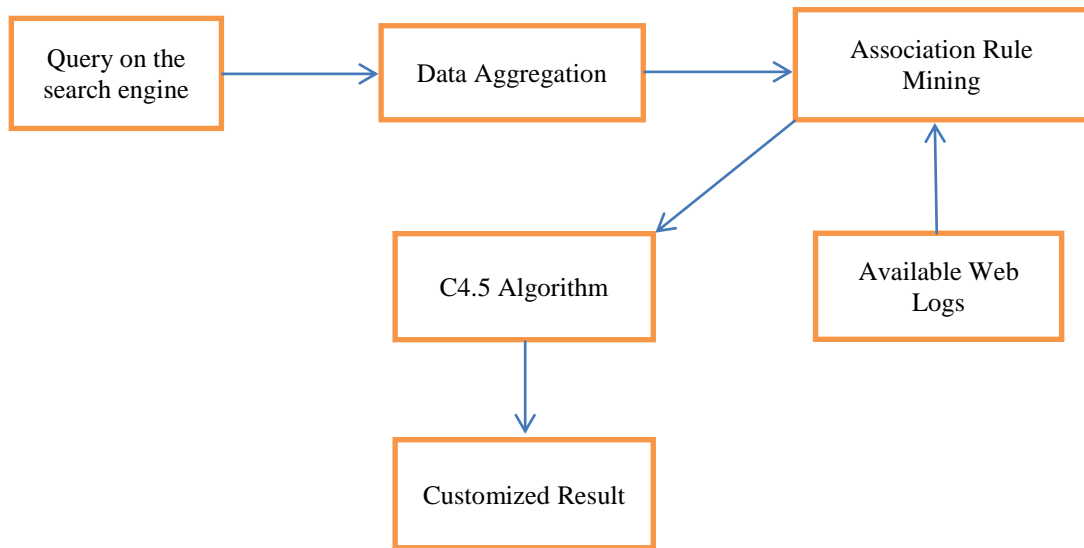 Query on the
search engine
Data Aggregation
Association Rule
Mining
C4.5 Algorithm
Available Web
Logs
Customized Result